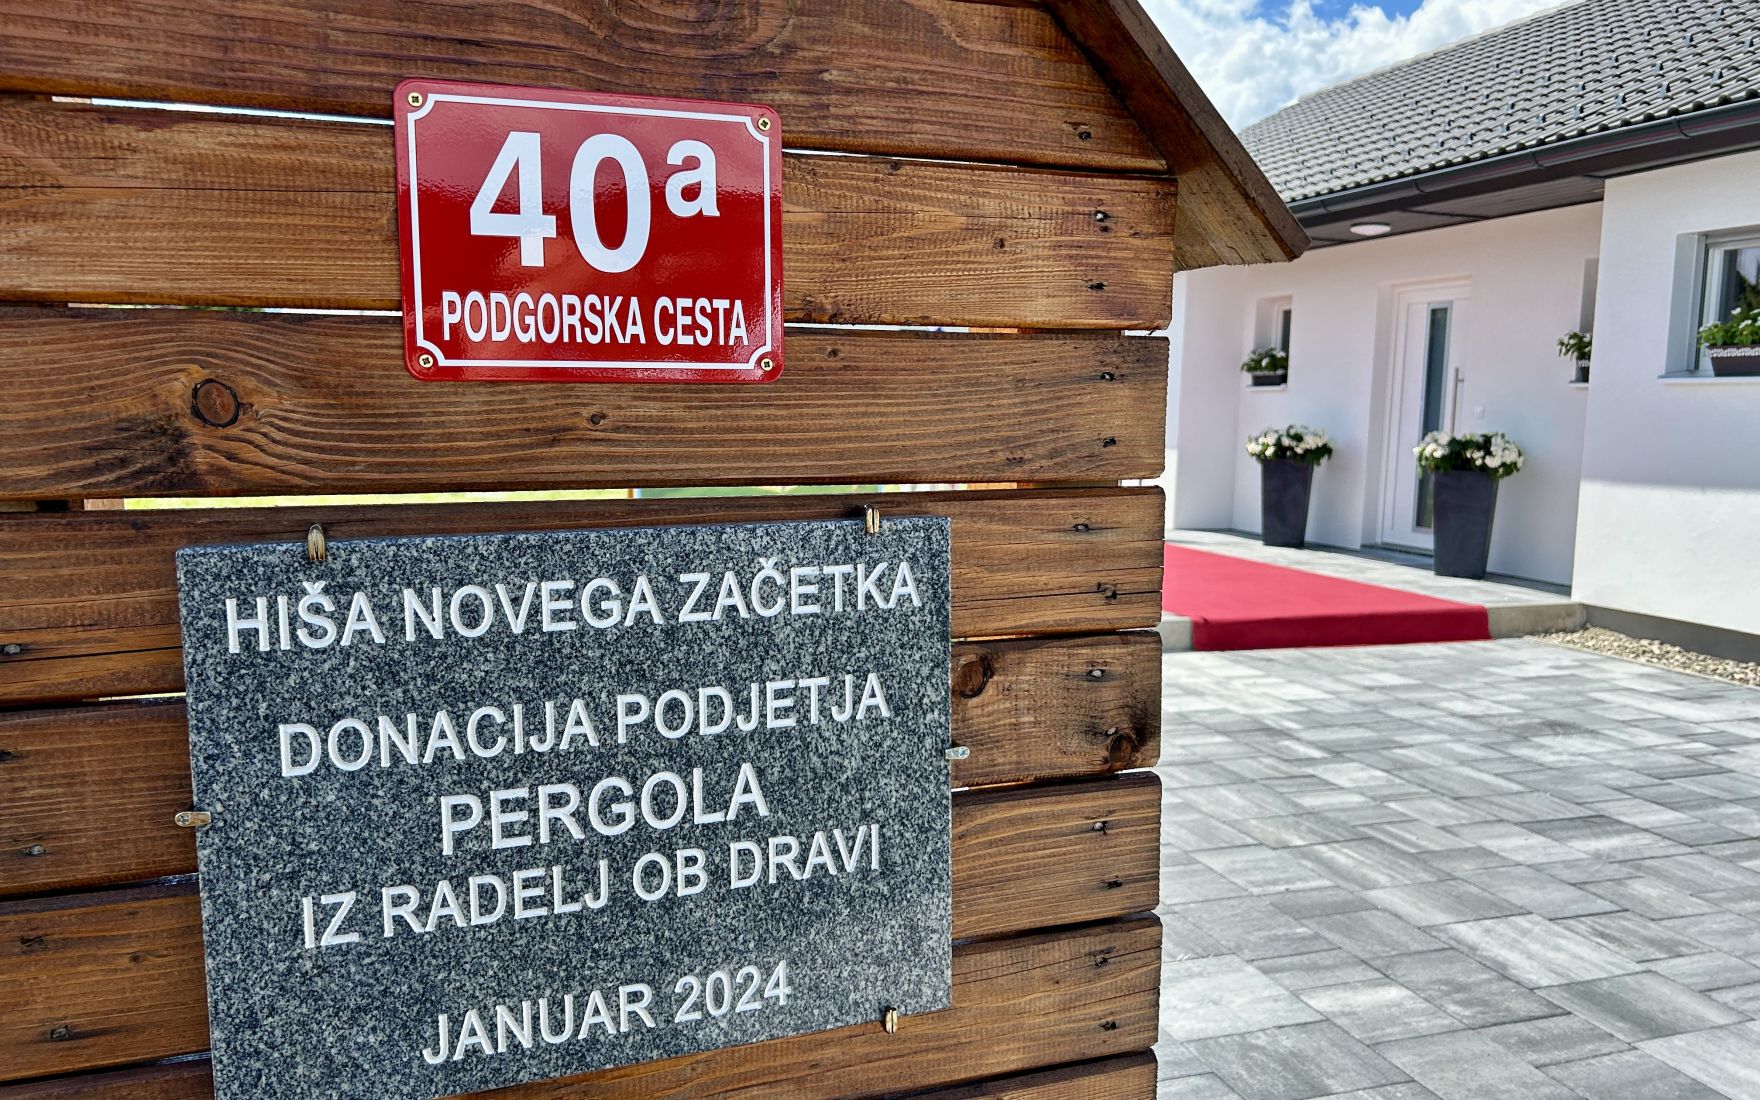 40a
PODGORSKA CESTA
HIŠA NOVEGA ZAČETKA
DONACIJA PODJETJA
PERGOLA
IZ RADELJ OB DRAVI
JANUAR 2024